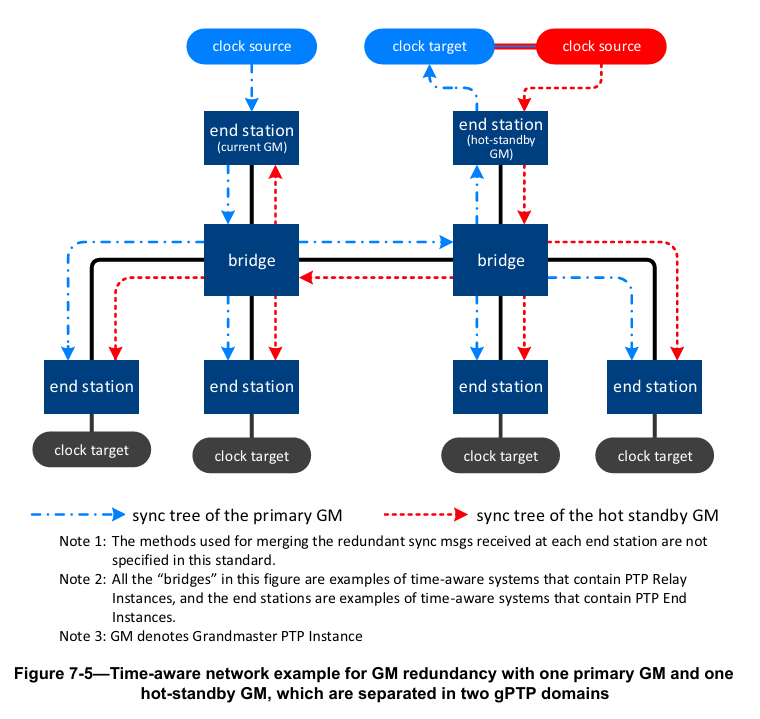 clock source
clock target
clock source
end station
(current GM)
end station
(hot-standby
GM)
bridge
bridge
end station
end station
end station
end station
clock target
clock target
clock target
clock target
sync tree of the primary GM
sync tree of the hot standby GM
Note 1: The methods used for merging the redundant sync msgs received at each end station are not
specified in this standard.
Note 2: All the “bridges” in this figure are examples of time-aware systems that contain PTP Relay
Instances, and the end stations are examples of time-aware systems that contain PTP End
Instances.
Note 3: GM denotes Grandmaster PTP Instance
Figure 7-5—Time-aware network example for GM redundancy with one primary GM and one
hot-standby GM, which are separated in two gPTP domains